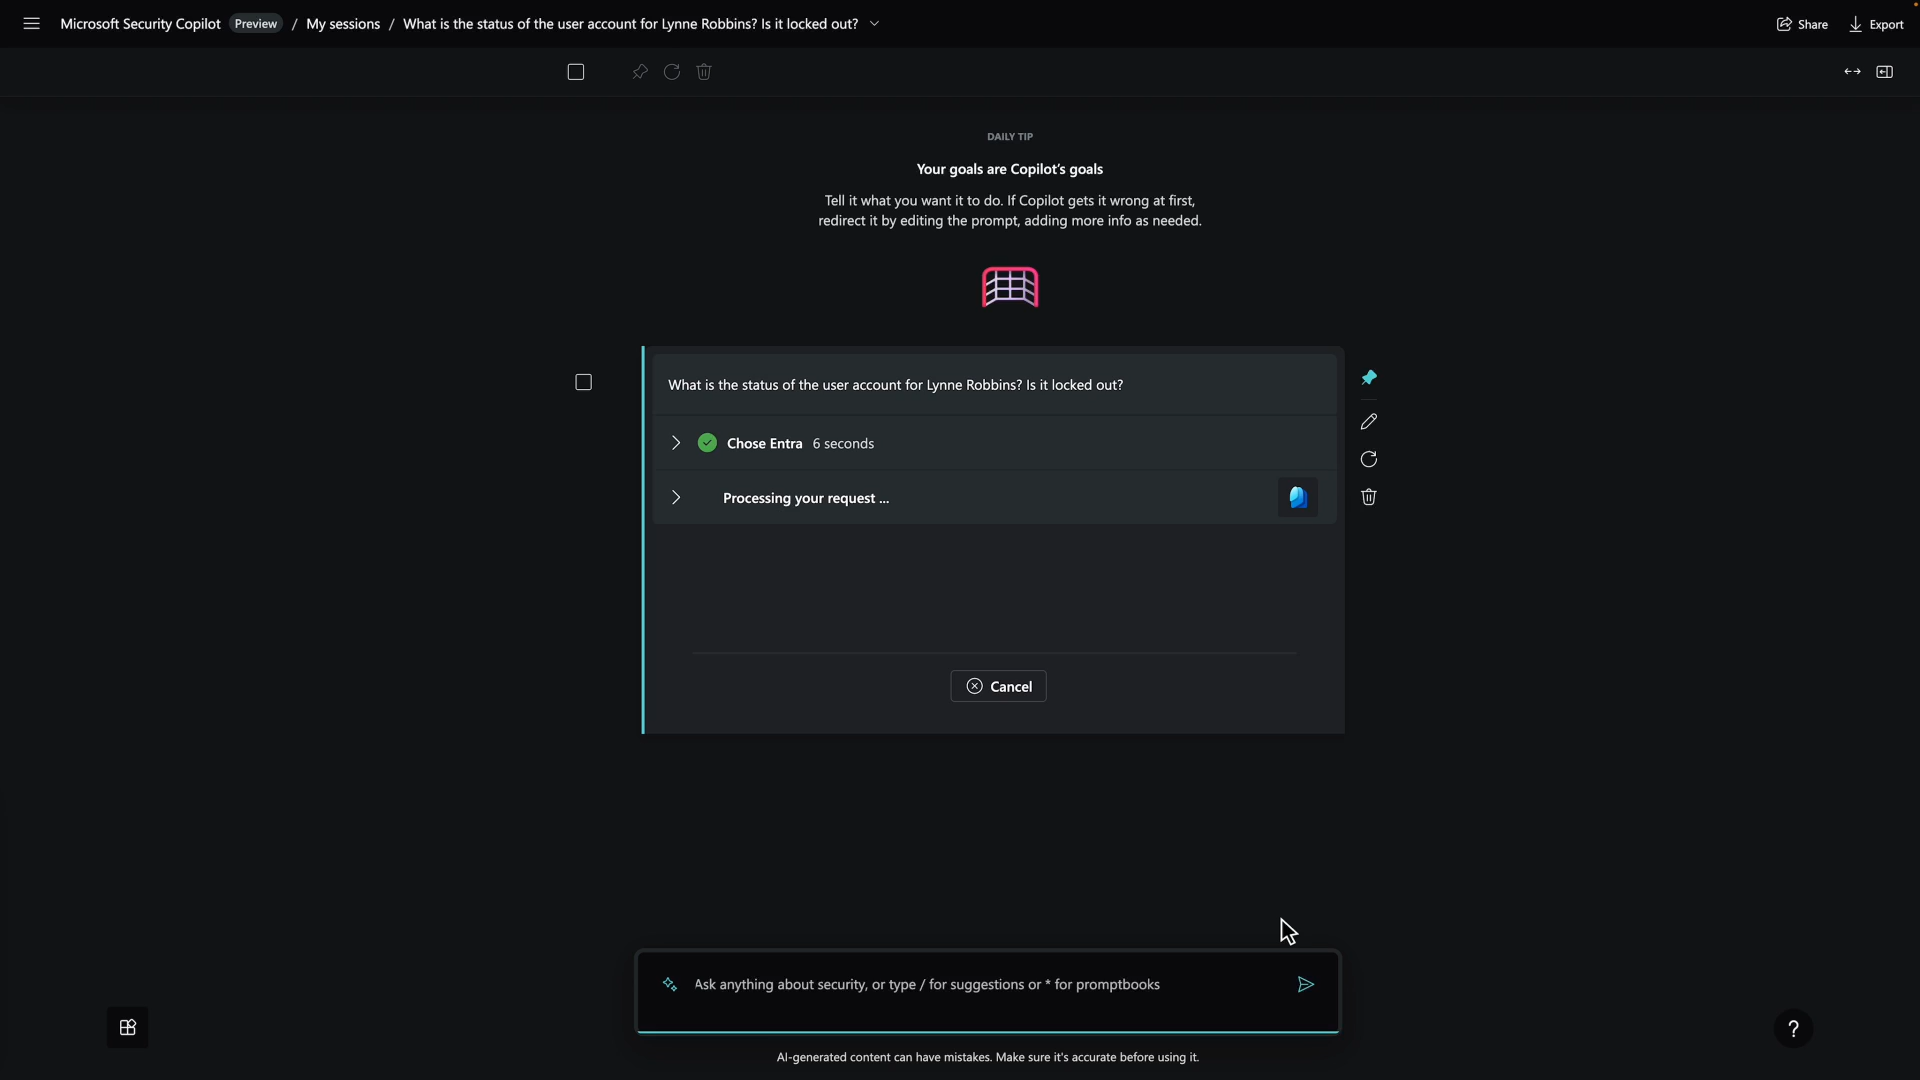 Microsoft Security Copilot Preview / My sessions / What is the status of the user account for Lynne Robbins? Is it locked out?
Share Export
DAILY TIP
Your goals are Copilot's goals
Tell it what you want it to do. If Copilot gets it wrong at first,
redirect it by editing the prompt, adding more info as needed.
What is the status of the user account for Lynne Robbins? Is it locked out?
Chose Entra 6 seconds
Processing your request ...
Cancel
Ask anything about security, or type / for suggestions or * for promptbooks
?
AI-generated content can have mistakes. Make sure it's accurate before using it.